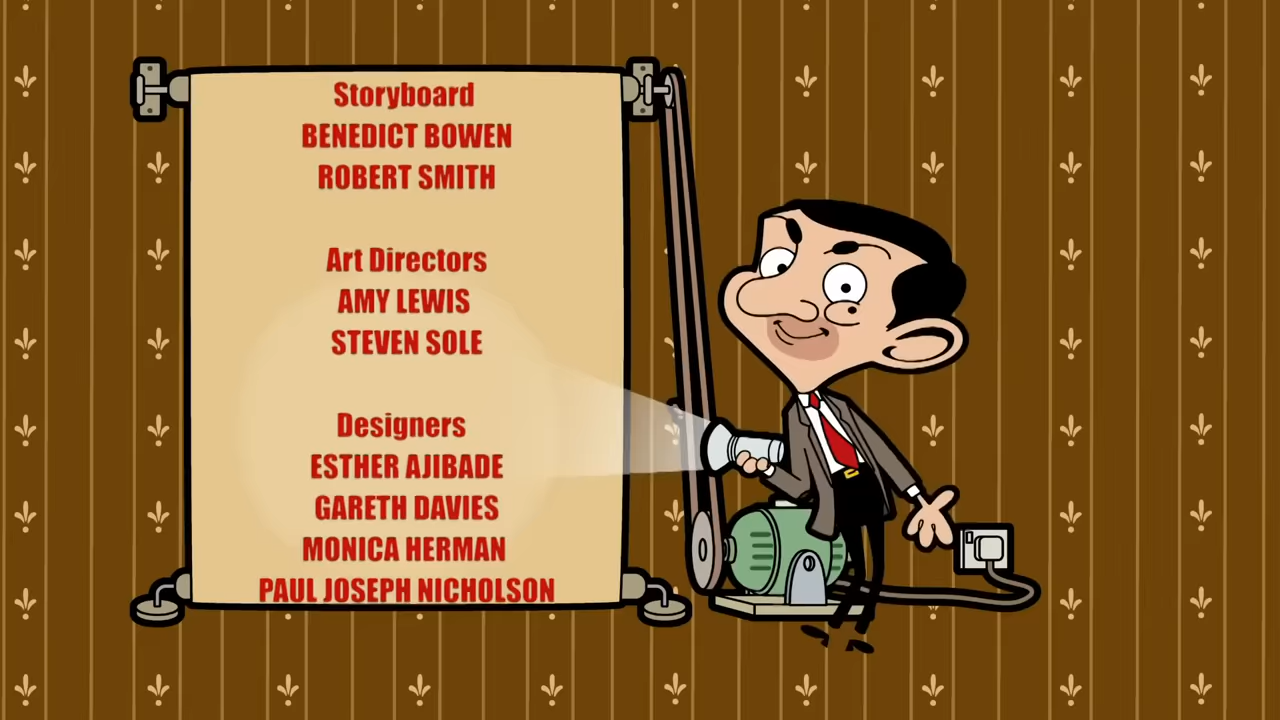 Storyboard
BENEDICT BOWEN
ROBERT SMITH
Art Directors
AMY LEWIS
STEVEN SOLE
Designers
ESTHER AJIBADE
GARETH DAVIES
MONICA HERMAN
PAUL JOSEPH NICHOLSON